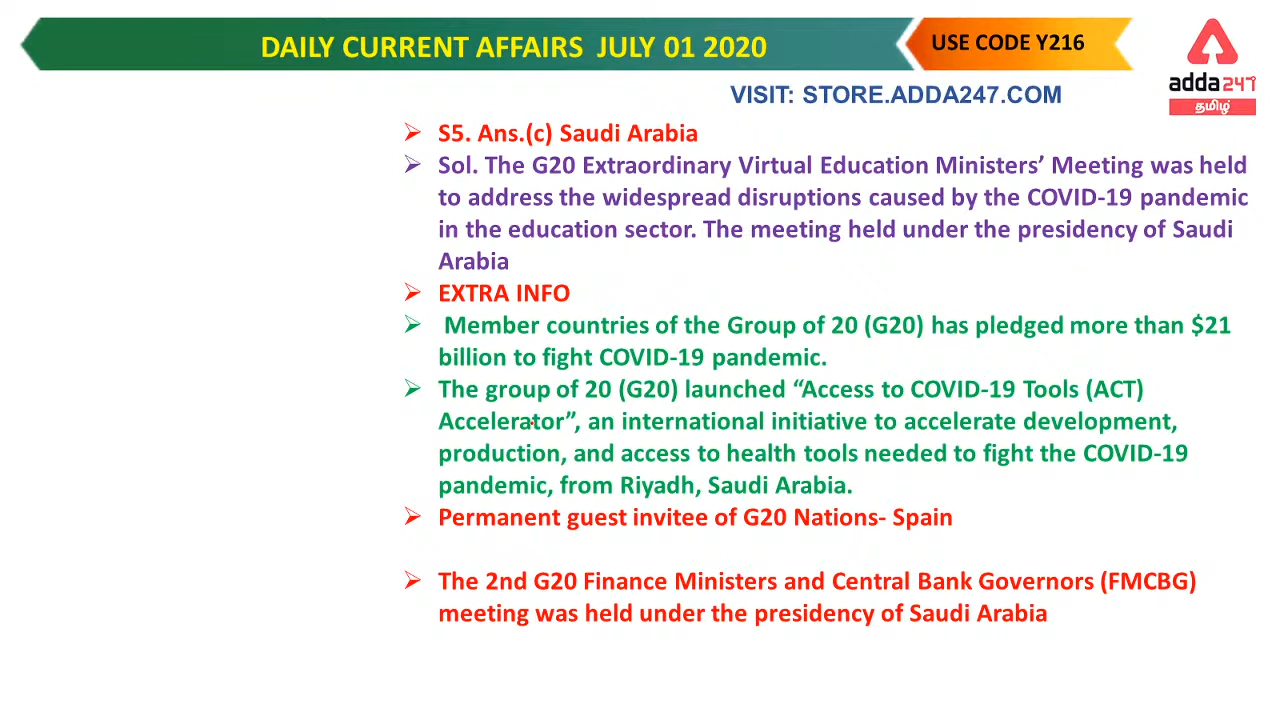 DAILY CURRENT AFFAIRS JULY 01 2020
USE CODE Y216
adda247
தமிழ்
VISIT: STORE.ADDA247.COM
➢ S5. Ans.(c) Saudi Arabia
➢ Sol. The G20 Extraordinary Virtual Education Ministers’ Meeting was held
to address the widespread disruptions caused by the COVID-19 pandemic
in the education sector. The meeting held under the presidency of Saudi
Arabia
➢ EXTRA INFO
➢ Member countries of the Group of 20 (G20) has pledged more than $21
billion to fight COVID-19 pandemic.
➢ The group of 20 (G20) launched “Access to COVID-19 Tools (ACT)
Accelerator”, an international initiative to accelerate development,
production, and access to health tools needed to fight the COVID-19
pandemic, from Riyadh, Saudi Arabia.
➢ Permanent guest invitee of G20 Nations- Spain
➢ The 2nd G20 Finance Ministers and Central Bank Governors (FMCBG)
meeting was held under the presidency of Saudi Arabia